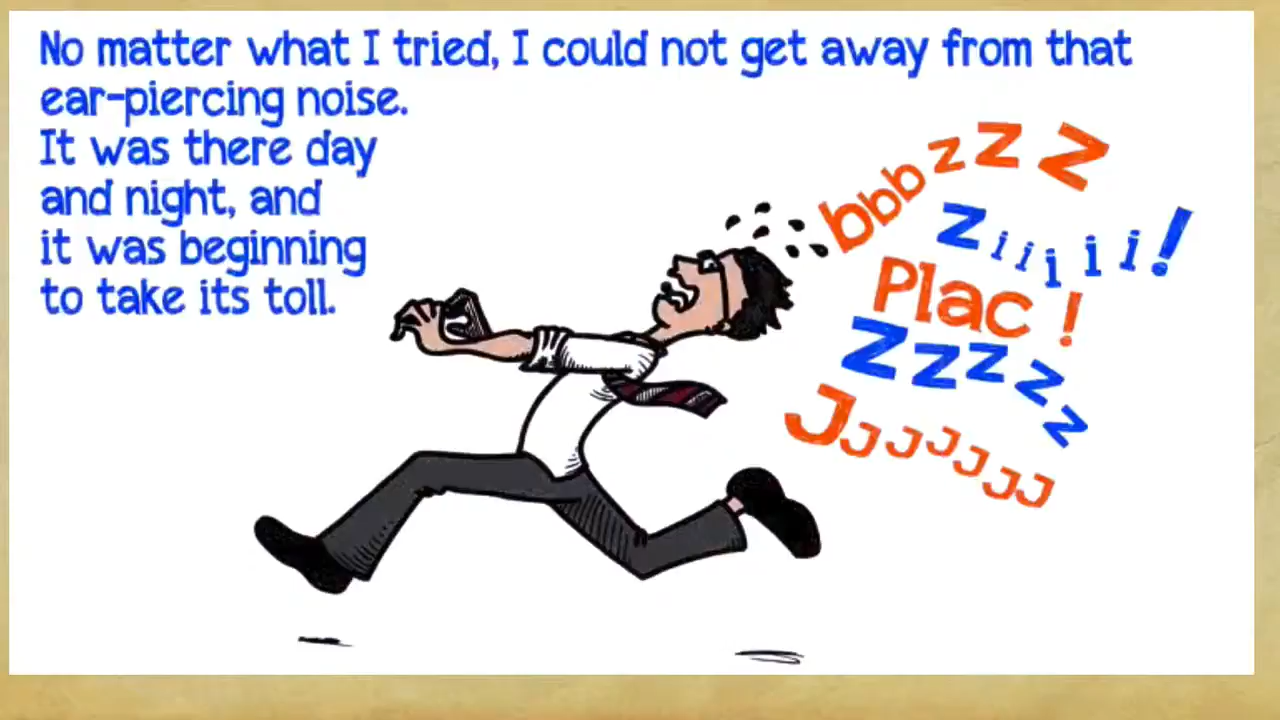 No matter what I tried, I could not get away from that
ear-piercing noise.
It was there day
and night, and
it was beginning
to take its toll.
bbbzzz
Ziiiii!
Plac !
Zzzzz
Jjjjjjj